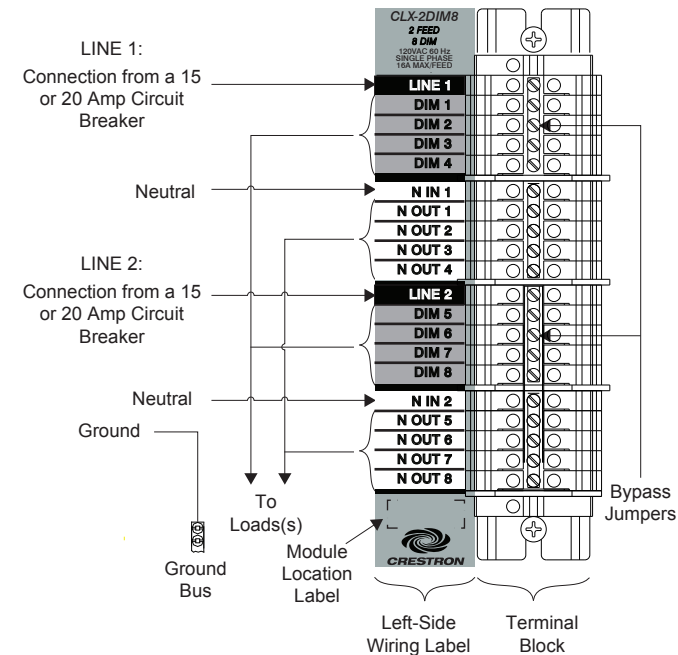 CLX-2DIM8
2 FEED
8 DIM
120VAC 60 Hz
SINGLE PHASE
16A MAX/FEED
LINE 1:
Connection from a 15
or 20 Amp Circuit
Breaker
LINE 1
DIM 1
DIM 2
DIM 3
DIM 4
Neutral
N IN 1
N OUT 1
N OUT 2
N OUT 3
N OUT 4
LINE 2:
Connection from a 15
or 20 Amp Circuit
Breaker
LINE 2
DIM 5
DIM 6
DIM 7
DIM 8
Neutral
N IN 2
Ground
N OUT 5
N OUT 6
N OUT 7
N OUT 8
To
Loads(s)
Bypass
Jumpers
Ground
Bus
Module
Location
Label
CRESTRON
Left-Side
Wiring Label
Terminal
Block